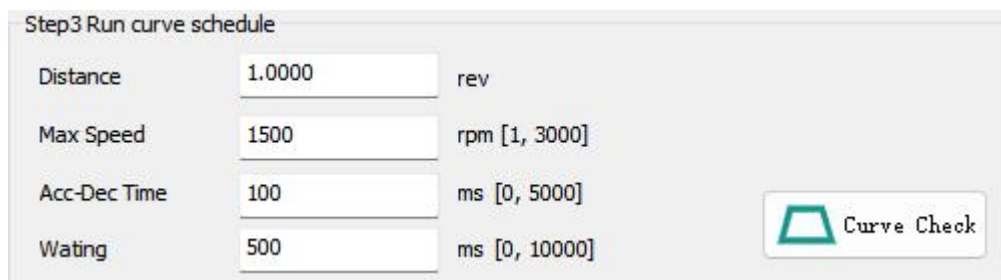 Step3 Run curve schedule
Distance 1.0000 rev
Max Speed 1500 rpm [1, 3000]
Acc-Dec Time 100 ms [0, 5000]
Wating 500 ms [0, 10000]
Curve Check